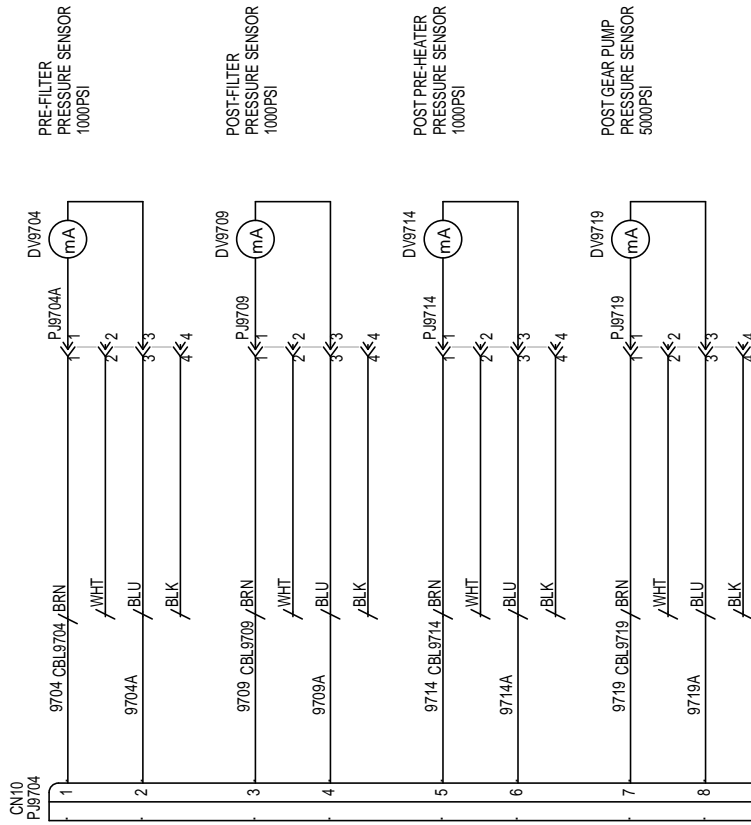 CN10
PJ9704
1
9704 CBL9704 BRN
1 1
PJ9704A
DV9704
mA
PRE-FILTER
PRESSURE SENSOR
1000PSI
WHT
2 2
2
9704A
BLU
3 3
BLK
4 4
3
9709 CBL9709 BRN
1 1
PJ9709
DV9709
mA
POST-FILTER
PRESSURE SENSOR
1000PSI
WHT
2 2
4
9709A
BLU
3 3
BLK
4 4
5
9714 CBL9714 BRN
1 1
PJ9714
DV9714
mA
POST PRE-HEATER
PRESSURE SENSOR
1000PSI
WHT
2 2
6
9714A
BLU
3 3
BLK
4 4
7
9719 CBL9719 BRN
1 1
PJ9719
DV9719
mA
POST GEAR PUMP
PRESSURE SENSOR
5000PSI
WHT
2 2
8
9719A
BLU
3 3
BLK
4 4